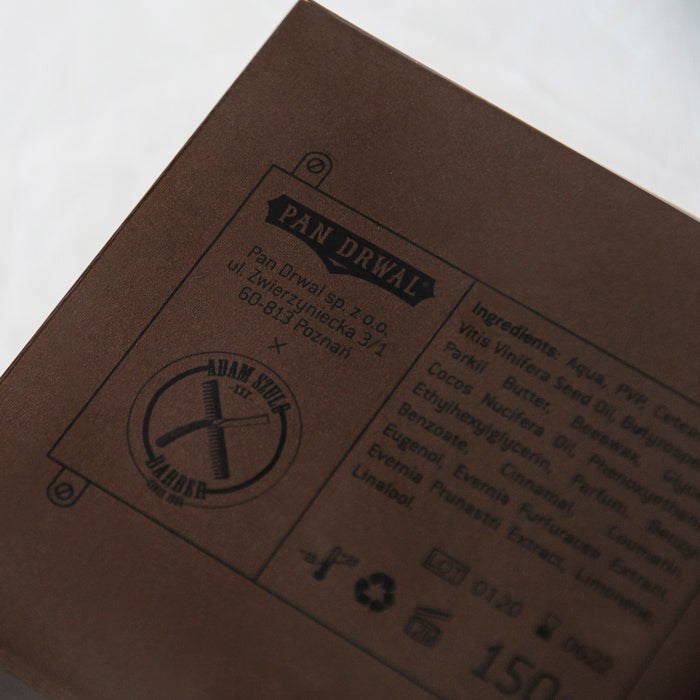 PAN DRWAL
Pan Drwal sp. z o.o.
ul. Zwierzyniecka 3/1
60-813 Poznań
X
ADAM SZULC
BARBER
Ingredients: Aqua, PVP,
Vitis Vinifera Seed Oil,
Parkii Butter, Beeswax,
Cocos Nucifera Oil,
Ethylhexylglycerin,
Benzoate, Cinnamal, Parfum,
Eugenol, Evernia Furfuracea Extract,
Evernia Prunastri Extract, Limonene,
Linalool.
LOT 0120 0622
150